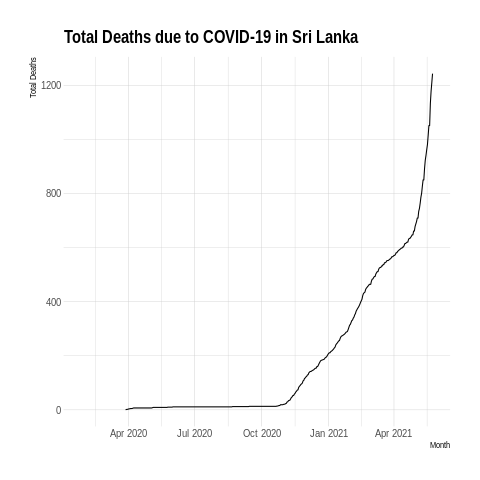 Total Deaths due to COVID-19 in Sri Lanka
Total Deaths
1200
800
400
0
Apr 2020 Jul 2020 Oct 2020 Jan 2021 Apr 2021
Month